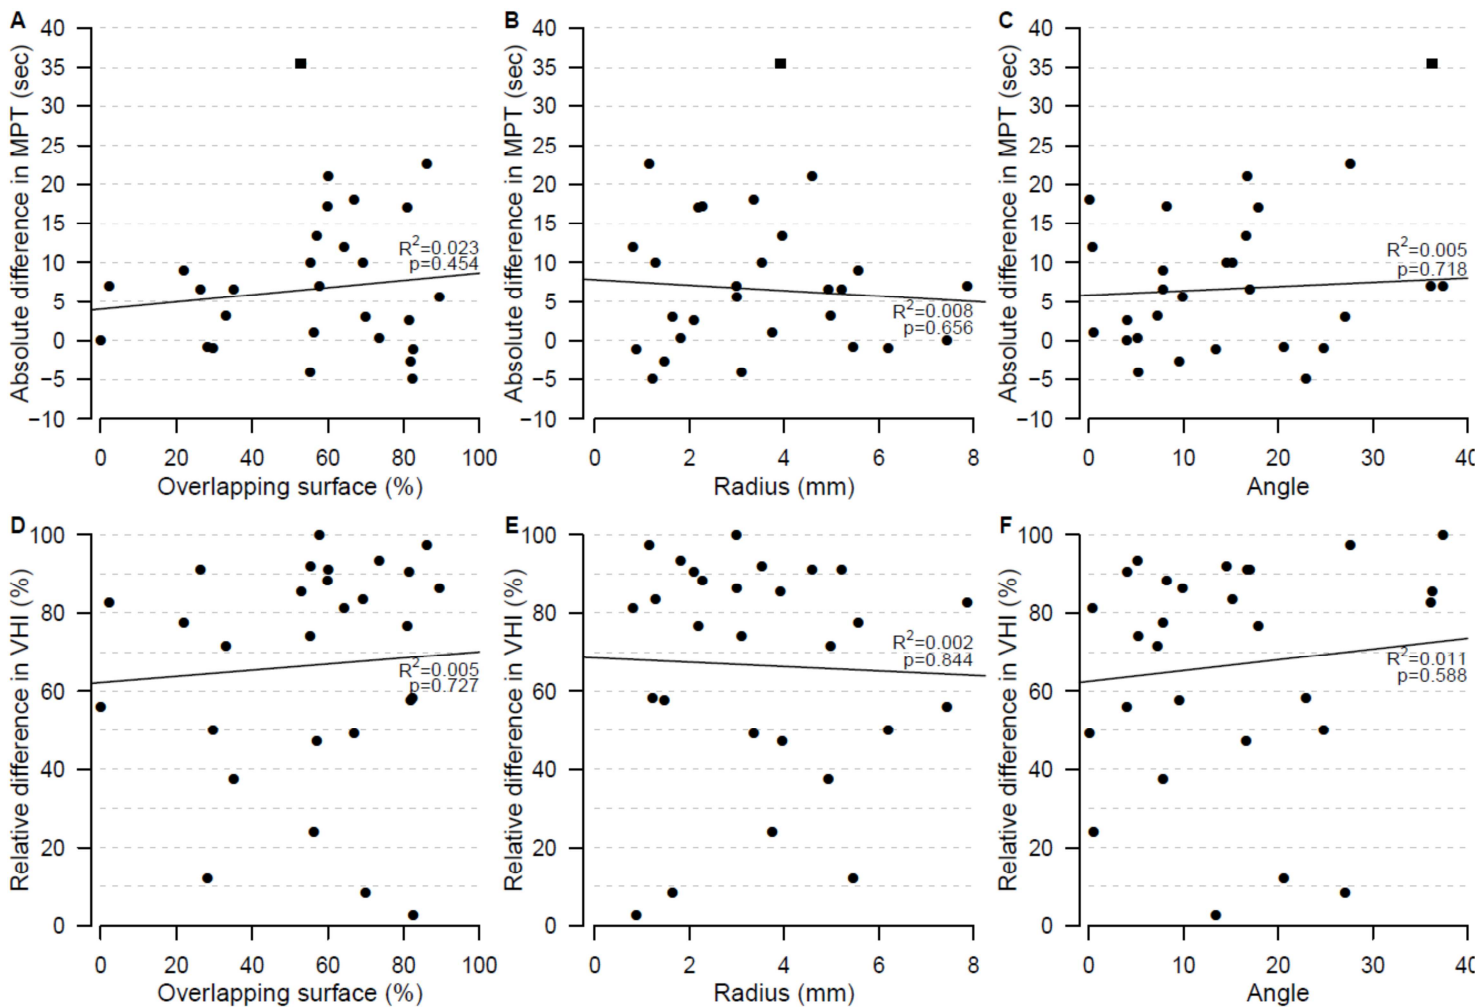 A
Absolute difference in MPT (sec)
40
35
30
25
20
15
10
5
0
−5
−10
R²=0.023
p=0.454
0 20 40 60 80 100
Overlapping surface (%)
B
Absolute difference in MPT (sec)
40
35
30
25
20
15
10
5
0
−5
−10
R²=0.008
p=0.656
0 2 4 6 8
Radius (mm)
C
Absolute difference in MPT (sec)
40
35
30
25
20
15
10
5
0
−5
−10
R²=0.005
p=0.718
0 10 20 30 40
Angle
D
Relative difference in VHI (%)
100
80
60
40
20
0
R²=0.005
p=0.727
0 20 40 60 80 100
Overlapping surface (%)
E
Relative difference in VHI (%)
100
80
60
40
20
0
R²=0.002
p=0.844
0 2 4 6 8
Radius (mm)
F
Relative difference in VHI (%)
100
80
60
40
20
0
R²=0.011
p=0.588
0 10 20 30 40
Angle